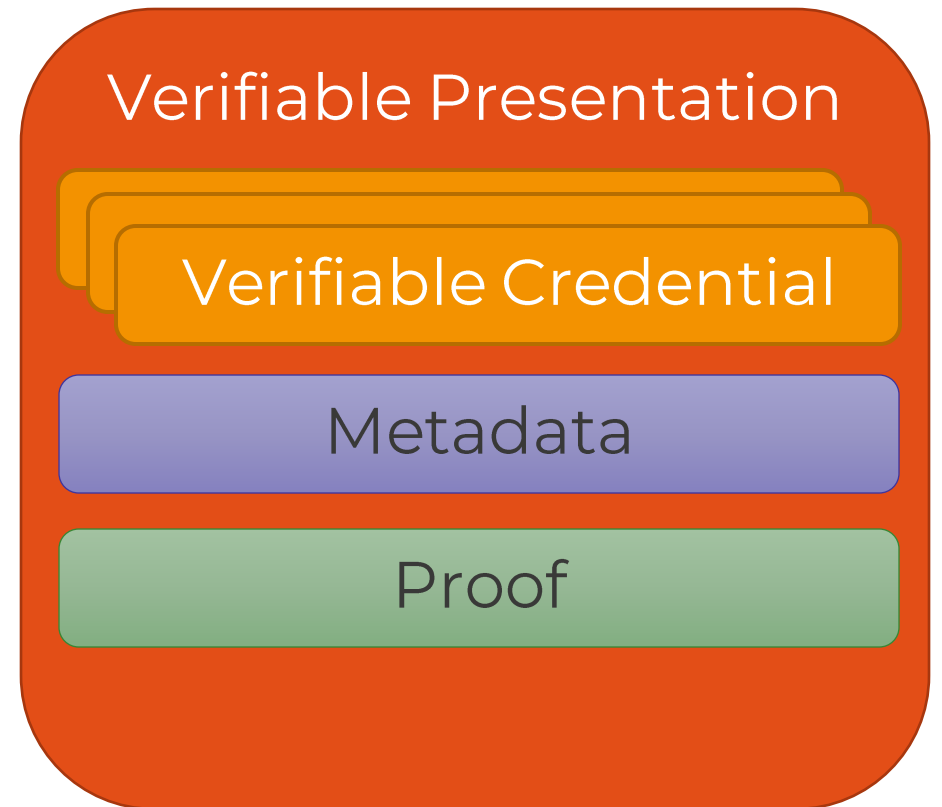 Verifiable Presentation
Verifiable Credential
Metadata
Proof